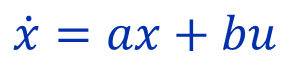 ẋ = ax + bu